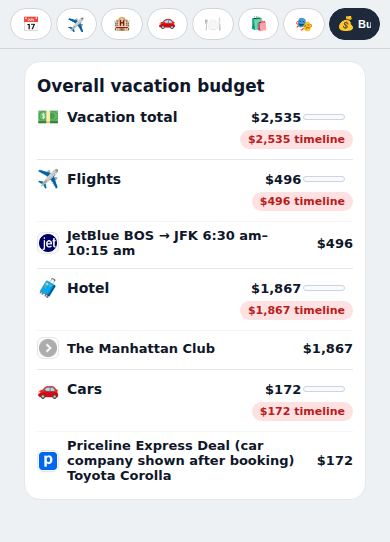 Bu
Overall vacation budget
Vacation total $2,535
$2,535 timeline
Flights $496
$496 timeline
jet
JetBlue BOS → JFK 6:30 am–
10:15 am
$496
Hotel $1,867
$1,867 timeline
The Manhattan Club $1,867
Cars $172
$172 timeline
p
Priceline Express Deal (car
company shown after booking)
Toyota Corolla
$172